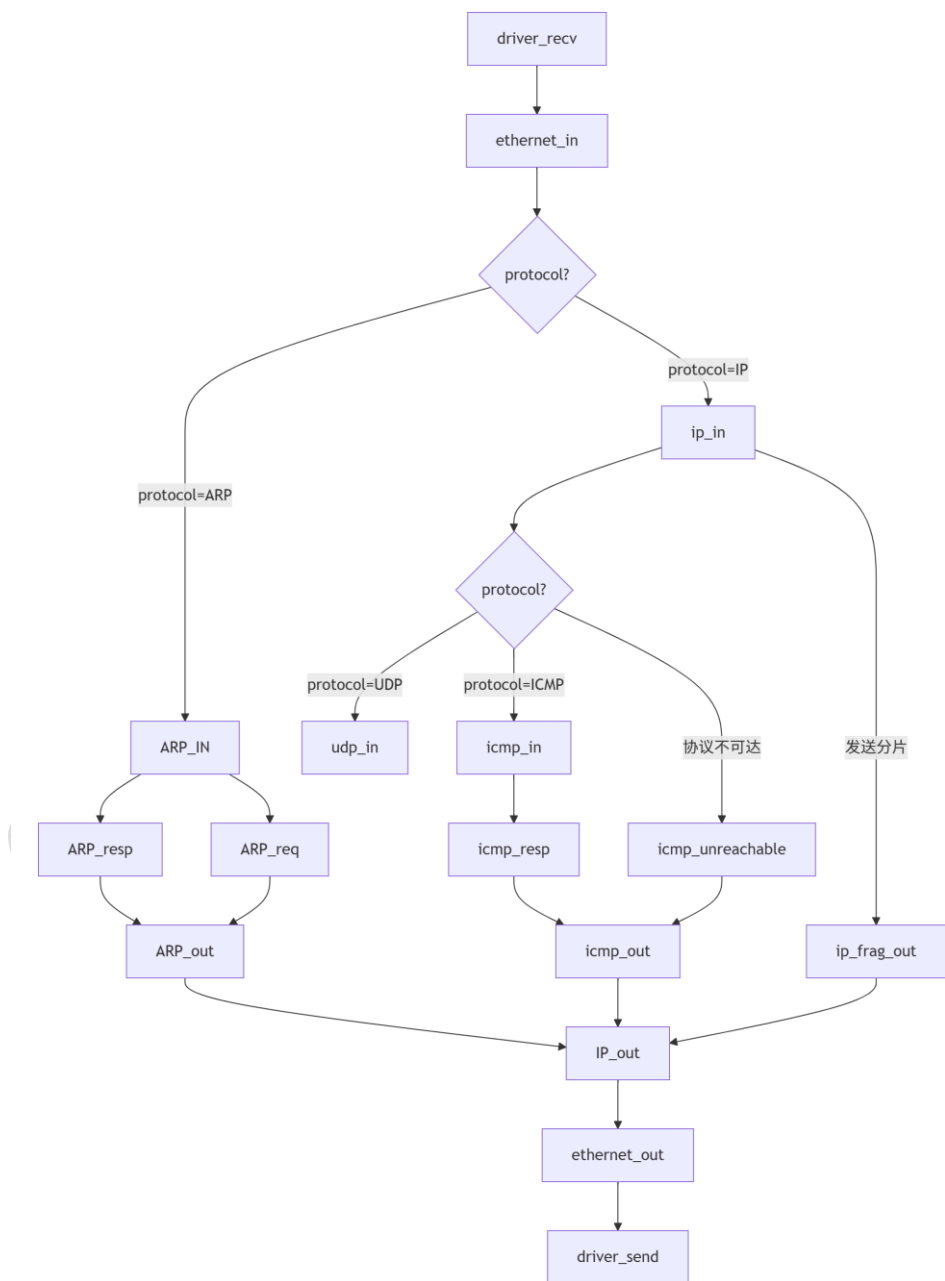 driver_recv
ethernet_in
protocol?
protocol=IP
ip_in
protocol=ARP
protocol?
protocol=UDP
protocol=ICMP
ARP_IN
udp_in
icmp_in
协议不可达
发送分片
ARP_resp
ARP_req
icmp_resp
icmp_unreachable
ARP_out
icmp_out
ip_frag_out
IP_out
ethernet_out
driver_send